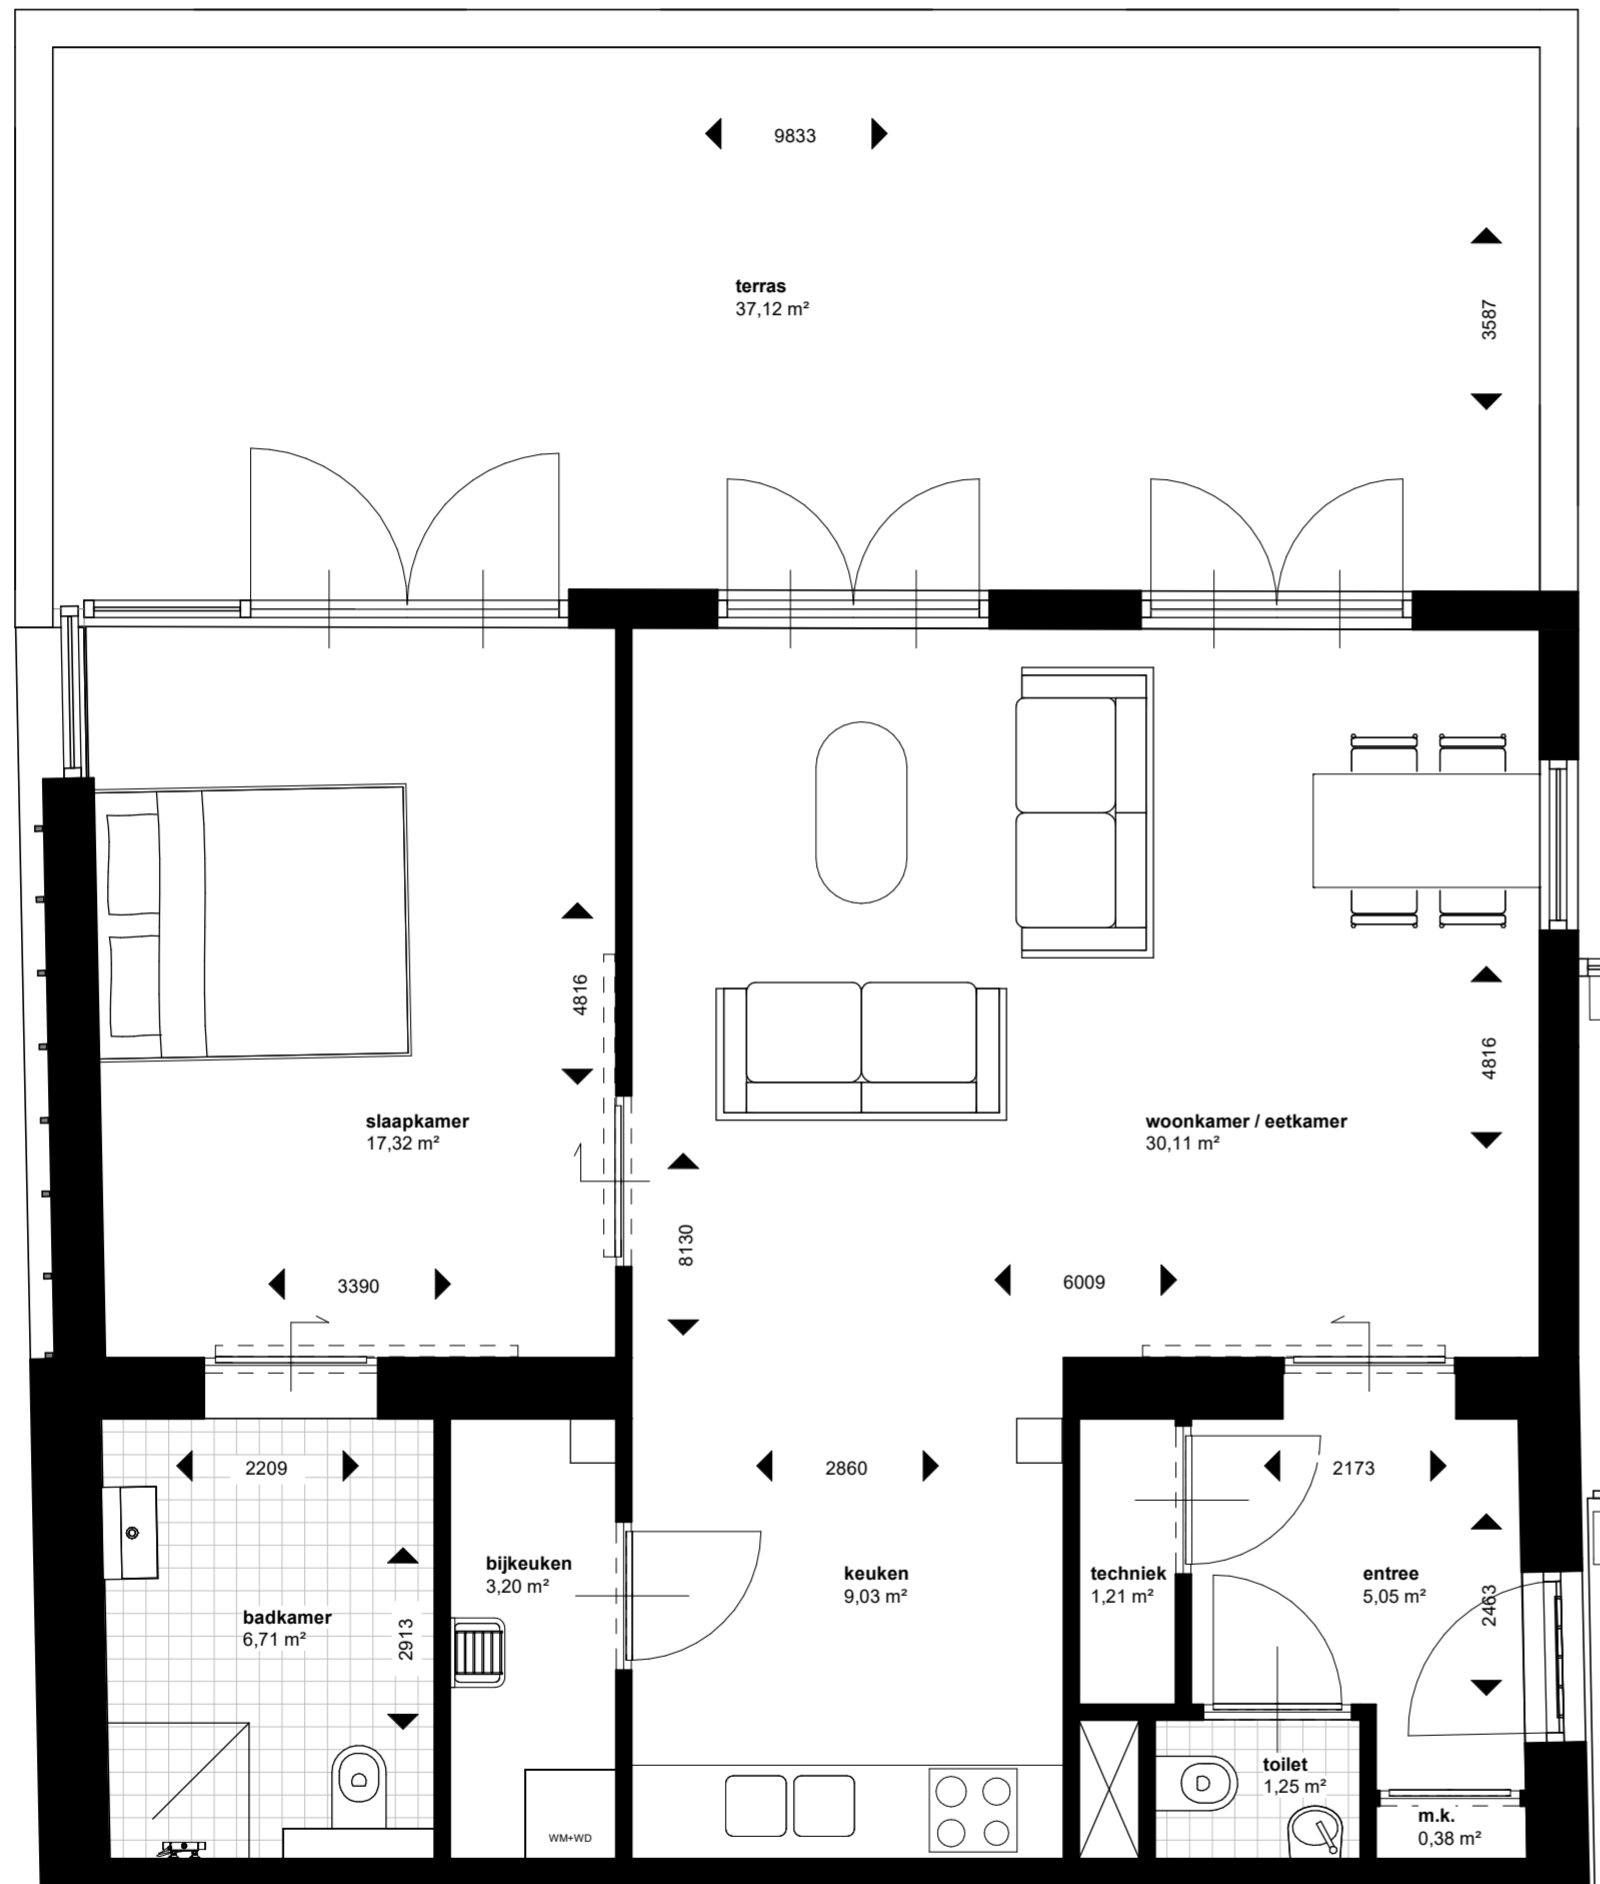 9833
3587
terras
37,12 m²
4816
4816
slaapkamer
17,32 m²
woonkamer / eetkamer
30,11 m²
8130
3390
6009
2209
2860
2173
bijkeuken
3,20 m²
keuken
9,03 m²
techniek
1,21 m²
entree
5,05 m²
2463
badkamer
6,71 m²
2913
toilet
1,25 m²
m.k.
0,38 m²
WM+WD